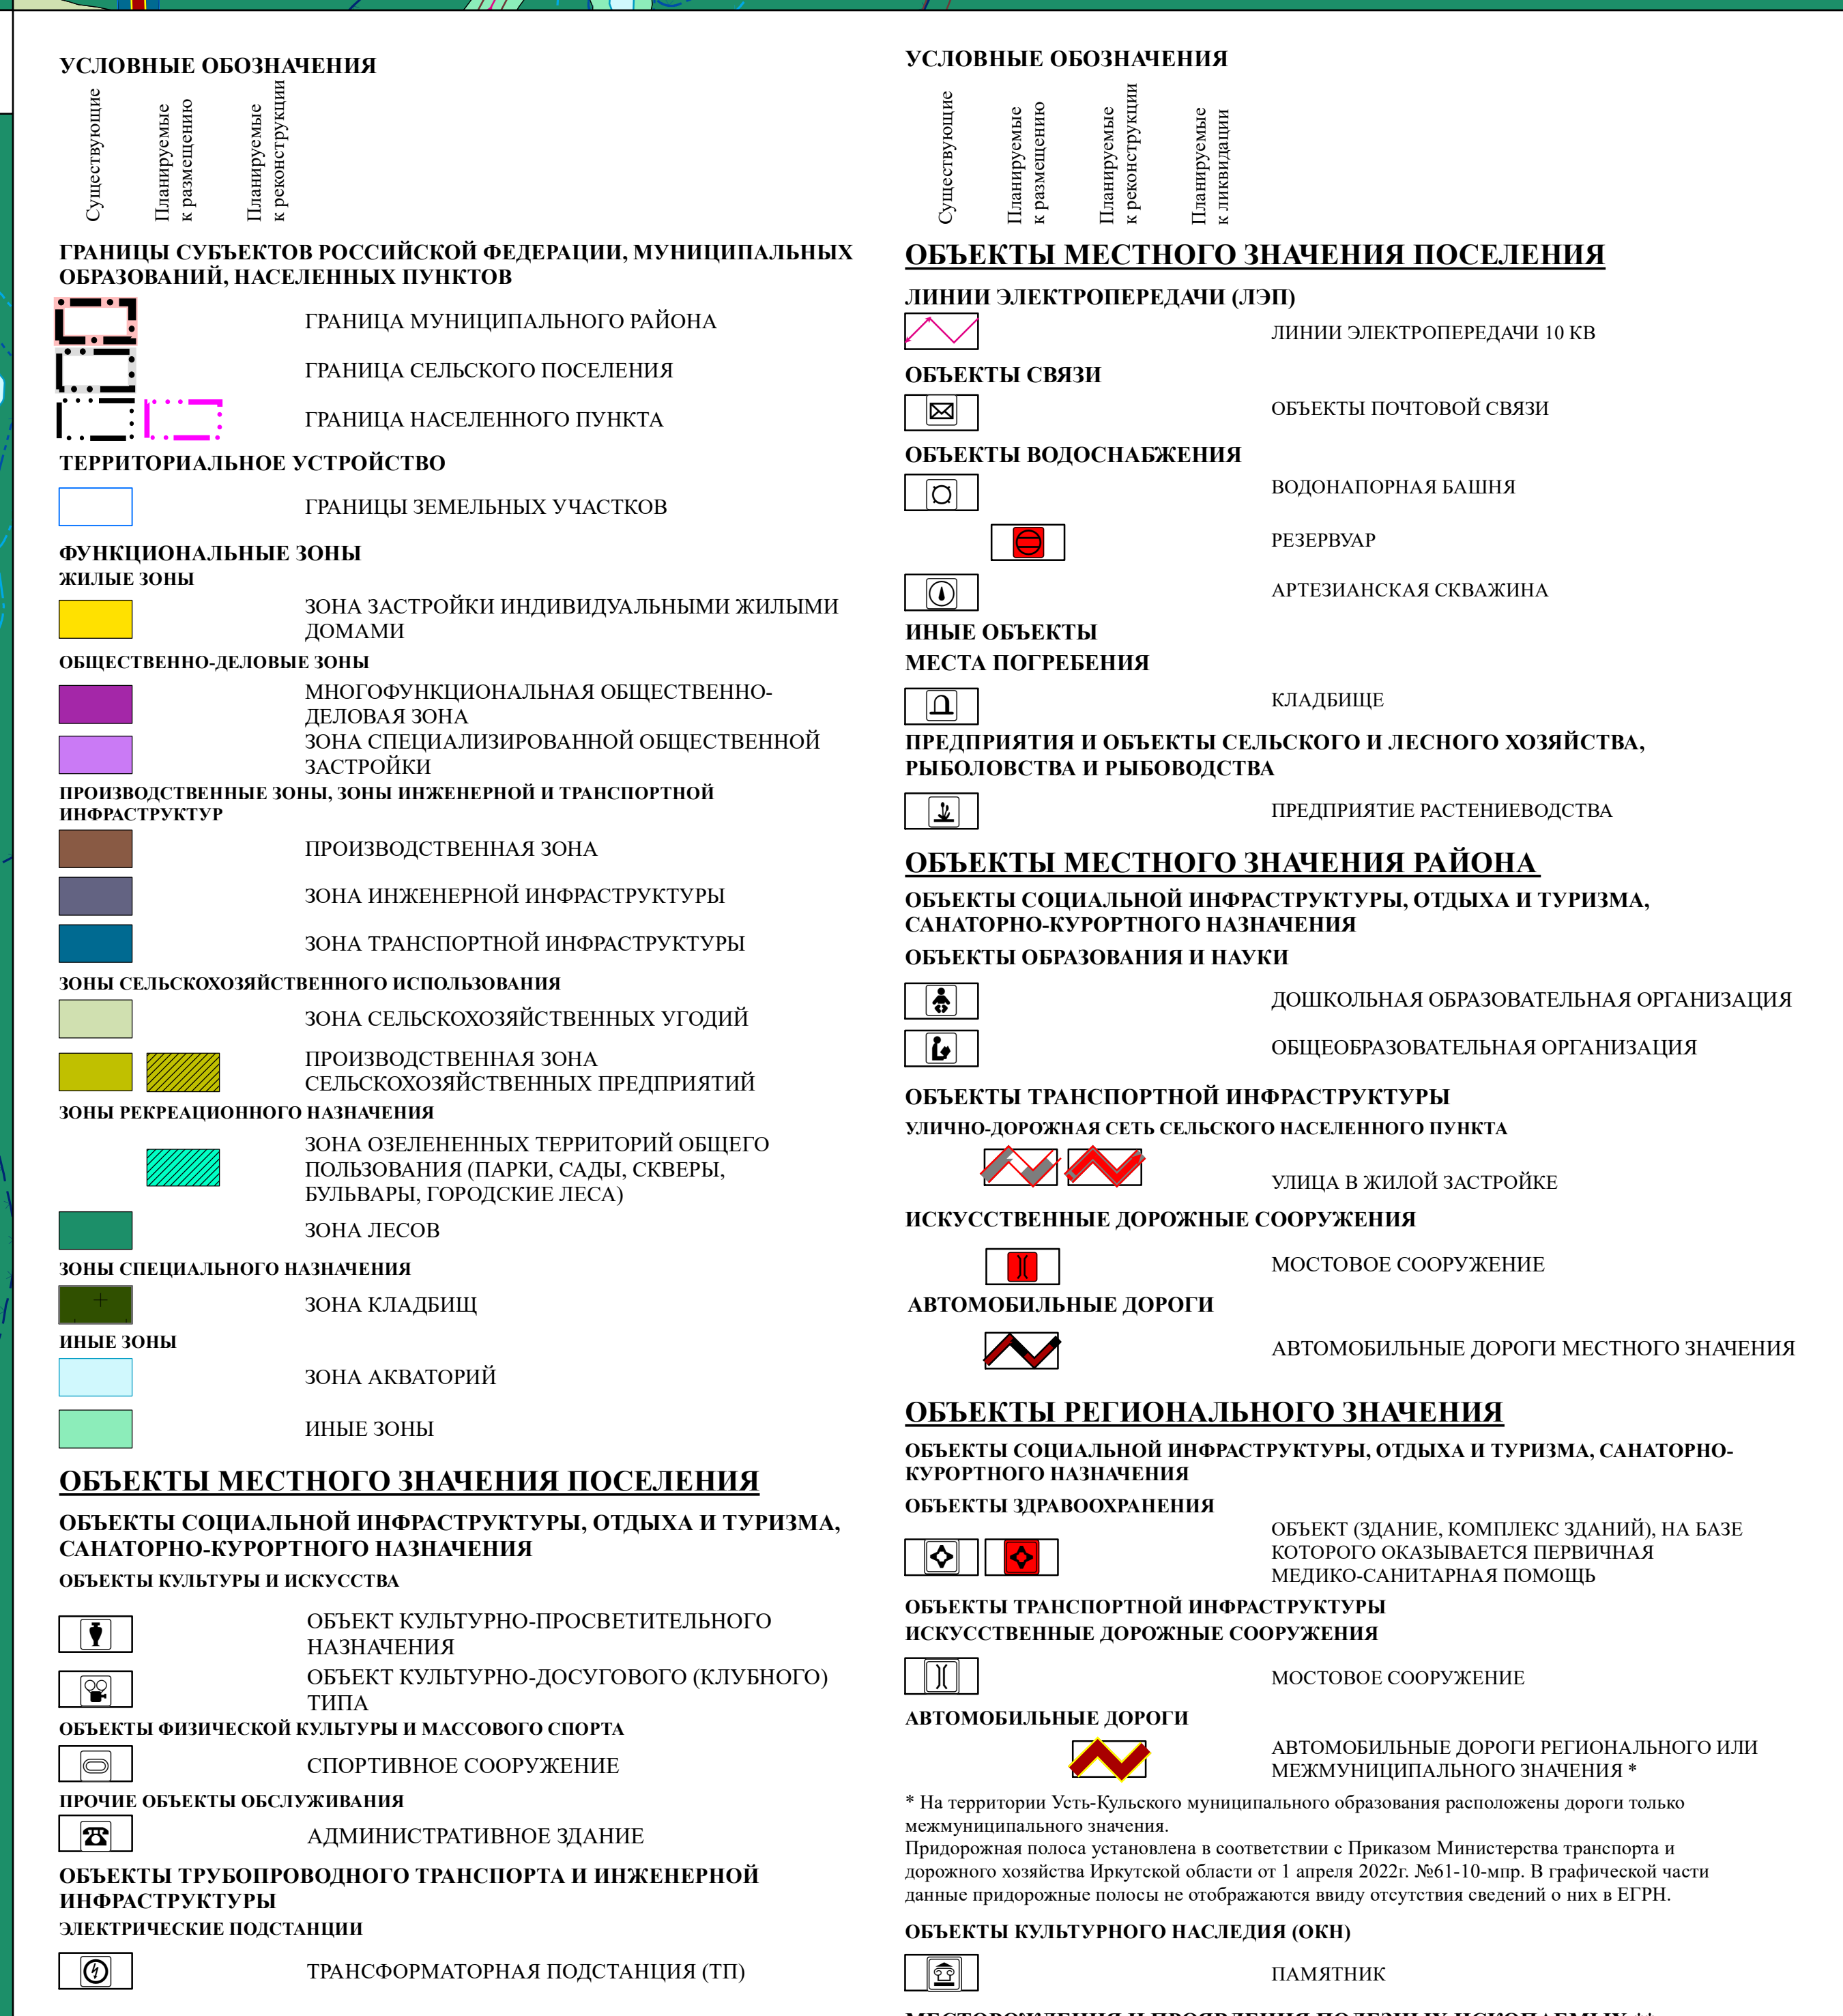 УСЛОВНЫЕ ОБОЗНАЧЕНИЯ
Существующие
Планируемые
к размещению
Планируемые
к реконструкции
ГРАНИЦЫ СУБЪЕКТОВ РОССИЙСКОЙ ФЕДЕРАЦИИ, МУНИЦИПАЛЬНЫХ
ОБРАЗОВАНИЙ, НАСЕЛЕННЫХ ПУНКТОВ
ГРАНИЦА МУНИЦИПАЛЬНОГО РАЙОНА
ГРАНИЦА СЕЛЬСКОГО ПОСЕЛЕНИЯ
ГРАНИЦА НАСЕЛЕННОГО ПУНКТА
ТЕРРИТОРИАЛЬНОЕ УСТРОЙСТВО
ГРАНИЦЫ ЗЕМЕЛЬНЫХ УЧАСТКОВ
ФУНКЦИОНАЛЬНЫЕ ЗОНЫ
ЖИЛЫЕ ЗОНЫ
ЗОНА ЗАСТРОЙКИ ИНДИВИДУАЛЬНЫМИ ЖИЛЫМИ
ДОМАМИ
ОБЩЕСТВЕННО-ДЕЛОВЫЕ ЗОНЫ
МНОГОФУНКЦИОНАЛЬНАЯ ОБЩЕСТВЕННО-
ДЕЛОВАЯ ЗОНА
ЗОНА СПЕЦИАЛИЗИРОВАННОЙ ОБЩЕСТВЕННОЙ
ЗАСТРОЙКИ
ПРОИЗВОДСТВЕННЫЕ ЗОНЫ, ЗОНЫ ИНЖЕНЕРНОЙ И ТРАНСПОРТНОЙ
ИНФРАСТРУКТУР
ПРОИЗВОДСТВЕННАЯ ЗОНА
ЗОНА ИНЖЕНЕРНОЙ ИНФРАСТРУКТУРЫ
ЗОНА ТРАНСПОРТНОЙ ИНФРАСТРУКТУРЫ
ЗОНЫ СЕЛЬСКОХОЗЯЙСТВЕННОГО ИСПОЛЬЗОВАНИЯ
ЗОНА СЕЛЬСКОХОЗЯЙСТВЕННЫХ УГОДИЙ
ПРОИЗВОДСТВЕННАЯ ЗОНА
СЕЛЬСКОХОЗЯЙСТВЕННЫХ ПРЕДПРИЯТИЙ
ЗОНЫ РЕКРЕАЦИОННОГО НАЗНАЧЕНИЯ
ЗОНА ОЗЕЛЕНЕННЫХ ТЕРРИТОРИЙ ОБЩЕГО
ПОЛЬЗОВАНИЯ (ПАРКИ, САДЫ, СКВЕРЫ,
БУЛЬВАРЫ, ГОРОДСКИЕ ЛЕСА)
ЗОНА ЛЕСОВ
ЗОНЫ СПЕЦИАЛЬНОГО НАЗНАЧЕНИЯ
ЗОНА КЛАДБИЩ
ИНЫЕ ЗОНЫ
ЗОНА АКВАТОРИЙ
ИНЫЕ ЗОНЫ
ОБЪЕКТЫ МЕСТНОГО ЗНАЧЕНИЯ ПОСЕЛЕНИЯ
ОБЪЕКТЫ СОЦИАЛЬНОЙ ИНФРАСТРУКТУРЫ, ОТДЫХА И ТУРИЗМА,
САНАТОРНО-КУРОРТНОГО НАЗНАЧЕНИЯ
ОБЪЕКТЫ КУЛЬТУРЫ И ИСКУССТВА
ОБЪЕКТ КУЛЬТУРНО-ПРОСВЕТИТЕЛЬНОГО
НАЗНАЧЕНИЯ
ОБЪЕКТ КУЛЬТУРНО-ДОСУГОВОГО (КЛУБНОГО)
ТИПА
ОБЪЕКТЫ ФИЗИЧЕСКОЙ КУЛЬТУРЫ И МАССОВОГО СПОРТА
СПОРТИВНОЕ СООРУЖЕНИЕ
ПРОЧИЕ ОБЪЕКТЫ ОБСЛУЖИВАНИЯ
АДМИНИСТРАТИВНОЕ ЗДАНИЕ
ОБЪЕКТЫ ТРУБОПРОВОДНОГО ТРАНСПОРТА И ИНЖЕНЕРНОЙ
ИНФРАСТРУКТУРЫ
ЭЛЕКТРИЧЕСКИЕ ПОДСТАНЦИИ
ТРАНСФОРМАТОРНАЯ ПОДСТАНЦИЯ (ТП)
УСЛОВНЫЕ ОБОЗНАЧЕНИЯ
Существующие
Планируемые
к размещению
Планируемые
к реконструкции
Планируемые
к ликвидации
ОБЪЕКТЫ МЕСТНОГО ЗНАЧЕНИЯ ПОСЕЛЕНИЯ
ЛИНИИ ЭЛЕКТРОПЕРЕДАЧИ (ЛЭП)
ЛИНИИ ЭЛЕКТРОПЕРЕДАЧИ 10 КВ
ОБЪЕКТЫ СВЯЗИ
ОБЪЕКТЫ ПОЧТОВОЙ СВЯЗИ
ОБЪЕКТЫ ВОДОСНАБЖЕНИЯ
ВОДОНАПОРНАЯ БАШНЯ
РЕЗЕРВУАР
АРТЕЗИАНСКАЯ СКВАЖИНА
ИНЫЕ ОБЪЕКТЫ
МЕСТА ПОГРЕБЕНИЯ
КЛАДБИЩЕ
ПРЕДПРИЯТИЯ И ОБЪЕКТЫ СЕЛЬСКОГО И ЛЕСНОГО ХОЗЯЙСТВА,
РЫБОЛОВСТВА И РЫБОВОДСТВА
ПРЕДПРИЯТИЕ РАСТЕНИЕВОДСТВА
ОБЪЕКТЫ МЕСТНОГО ЗНАЧЕНИЯ РАЙОНА
ОБЪЕКТЫ СОЦИАЛЬНОЙ ИНФРАСТРУКТУРЫ, ОТДЫХА И ТУРИЗМА,
САНАТОРНО-КУРОРТНОГО НАЗНАЧЕНИЯ
ОБЪЕКТЫ ОБРАЗОВАНИЯ И НАУКИ
ДОШКОЛЬНАЯ ОБРАЗОВАТЕЛЬНАЯ ОРГАНИЗАЦИЯ
ОБЩЕОБРАЗОВАТЕЛЬНАЯ ОРГАНИЗАЦИЯ
ОБЪЕКТЫ ТРАНСПОРТНОЙ ИНФРАСТРУКТУРЫ
УЛИЧНО-ДОРОЖНАЯ СЕТЬ СЕЛЬСКОГО НАСЕЛЕННОГО ПУНКТА
УЛИЦА В ЖИЛОЙ ЗАСТРОЙКЕ
ИСКУССТВЕННЫЕ ДОРОЖНЫЕ СООРУЖЕНИЯ
МОСТОВОЕ СООРУЖЕНИЕ
АВТОМОБИЛЬНЫЕ ДОРОГИ
АВТОМОБИЛЬНЫЕ ДОРОГИ МЕСТНОГО ЗНАЧЕНИЯ
ОБЪЕКТЫ РЕГИОНАЛЬНОГО ЗНАЧЕНИЯ
ОБЪЕКТЫ СОЦИАЛЬНОЙ ИНФРАСТРУКТУРЫ, ОТДЫХА И ТУРИЗМА, САНАТОРНО-
КУРОРТНОГО НАЗНАЧЕНИЯ
ОБЪЕКТЫ ЗДРАВООХРАНЕНИЯ
ОБЪЕКТ (ЗДАНИЕ, КОМПЛЕКС ЗДАНИЙ), НА БАЗЕ
КОТОРОГО ОКАЗЫВАЕТСЯ ПЕРВИЧНАЯ
МЕДИКО-САНИТАРНАЯ ПОМОЩЬ
ОБЪЕКТЫ ТРАНСПОРТНОЙ ИНФРАСТРУКТУРЫ
ИСКУССТВЕННЫЕ ДОРОЖНЫЕ СООРУЖЕНИЯ
МОСТОВОЕ СООРУЖЕНИЕ
АВТОМОБИЛЬНЫЕ ДОРОГИ
АВТОМОБИЛЬНЫЕ ДОРОГИ РЕГИОНАЛЬНОГО ИЛИ
МЕЖМУНИЦИПАЛЬНОГО ЗНАЧЕНИЯ *
* На территории Усть-Кульского муниципального образования расположены дороги только
межмуниципального значения.
Придорожная полоса установлена в соответствии с Приказом Министерства транспорта и
дорожного хозяйства Иркутской области от 1 апреля 2022г. №61-10-мпр. В графической части
данные придорожные полосы не отображаются ввиду отсутствия сведений о них в ЕГРН.
ОБЪЕКТЫ КУЛЬТУРНОГО НАСЛЕДИЯ (ОКН)
ПАМЯТНИК
МЕСТОРОЖДЕНИЯ И ПРОЯВЛЕНИЯ ПОЛЕЗНЫХ ИСКОПАЕМЫХ **